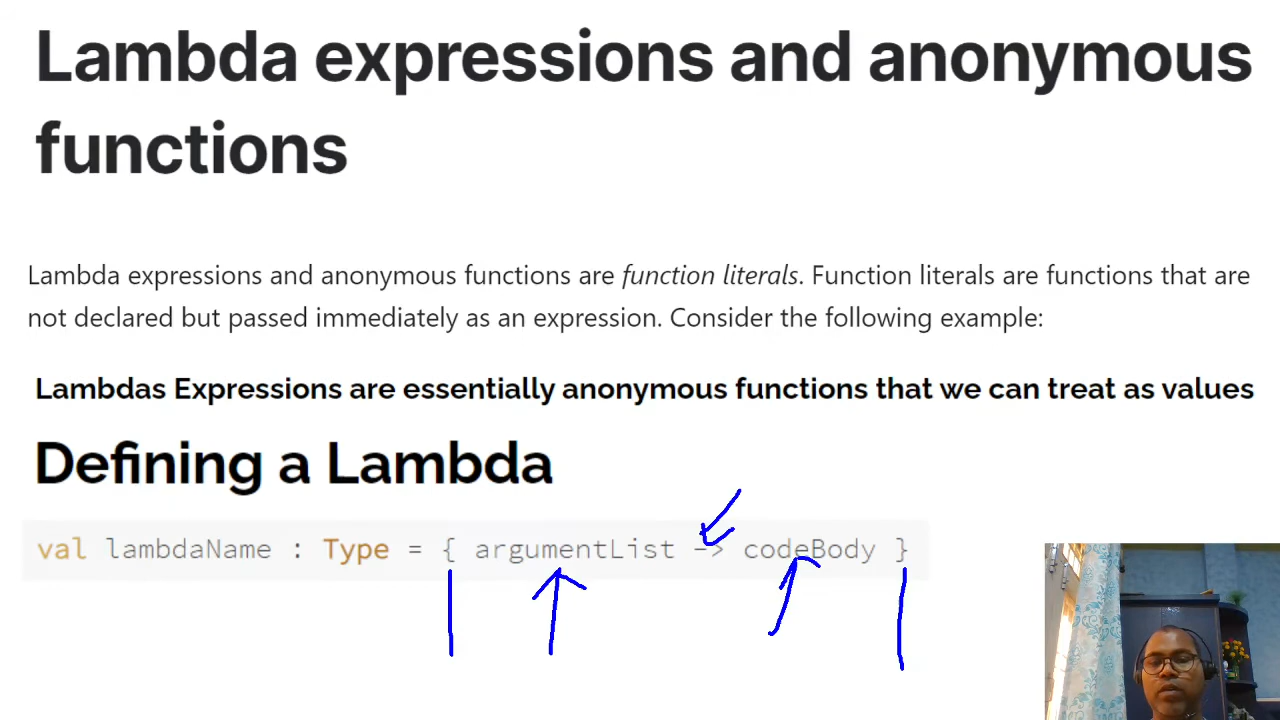 Lambda expressions and anonymous
functions
Lambda expressions and anonymous functions are function literals. Function literals are functions that are
not declared but passed immediately as an expression. Consider the following example:
Lambdas Expressions are essentially anonymous functions that we can treat as values
Defining a Lambda
val lambdaName : Type = { argumentList -> codeBody }